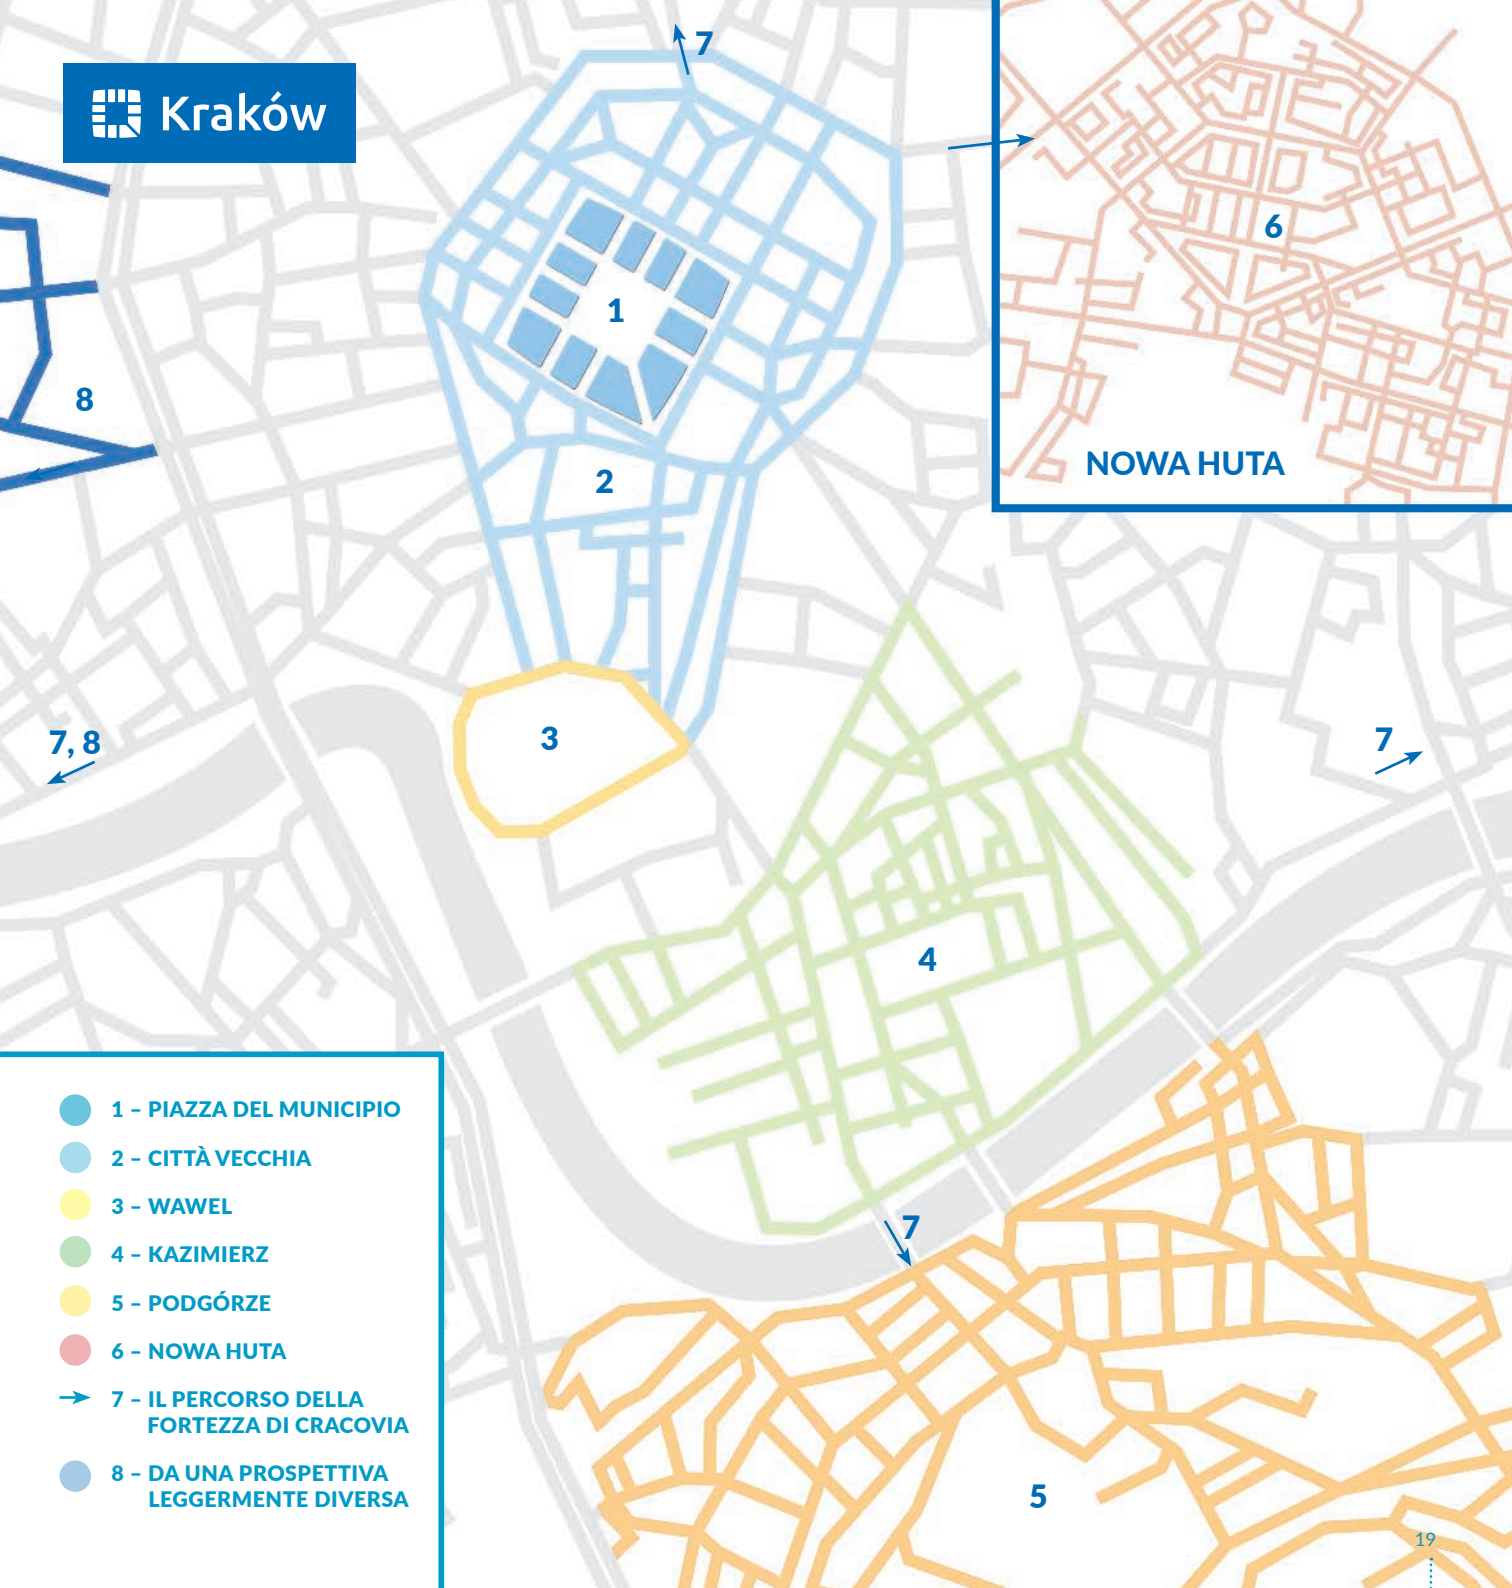 7
Kraków
6
1
8
NOWA HUTA
2
3
7, 8
7
4
7
1 – PIAZZA DEL MUNICIPIO
2 – CITTÀ VECCHIA
3 – WAWEL
4 – KAZIMIERZ
5 – PODGÓRZE
6 – NOWA HUTA
7 – IL PERCORSO DELLA
FORTEZZA DI CRACOVIA
8 – DA UNA PROSPETTIVA
LEGGERMENTE DIVERSA
5
19